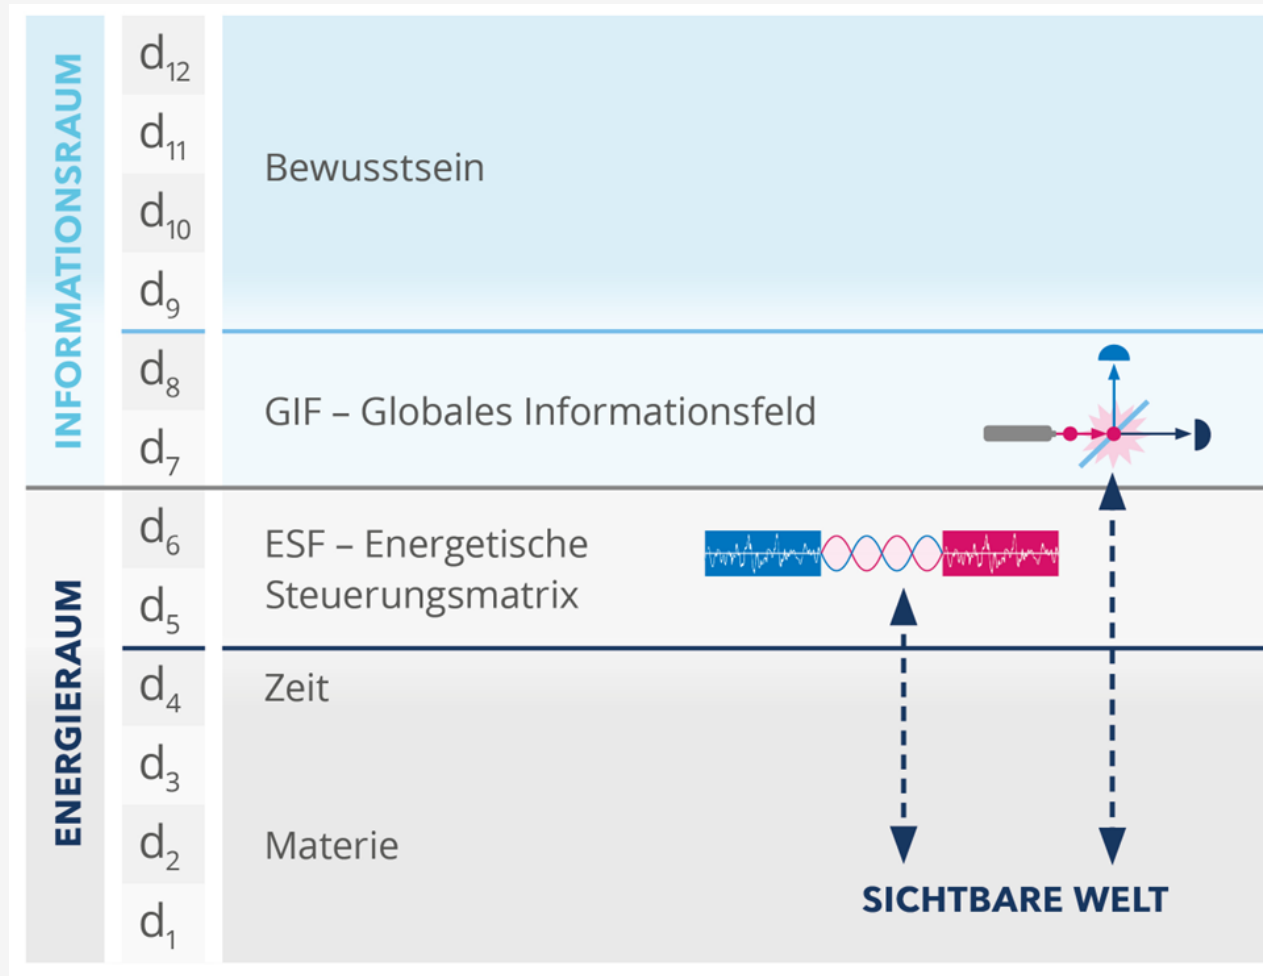 INFORMATIONSRAUM
d12
d11
Bewusstsein
d10
d9
d8
GIF – Globales Informationsfeld
d7
ENERGIERAUM
d6
ESF – Energetische
Steuerungsmatrix
d5
d4
Zeit
d3
d2
Materie
SICHTBARE WELT
d1